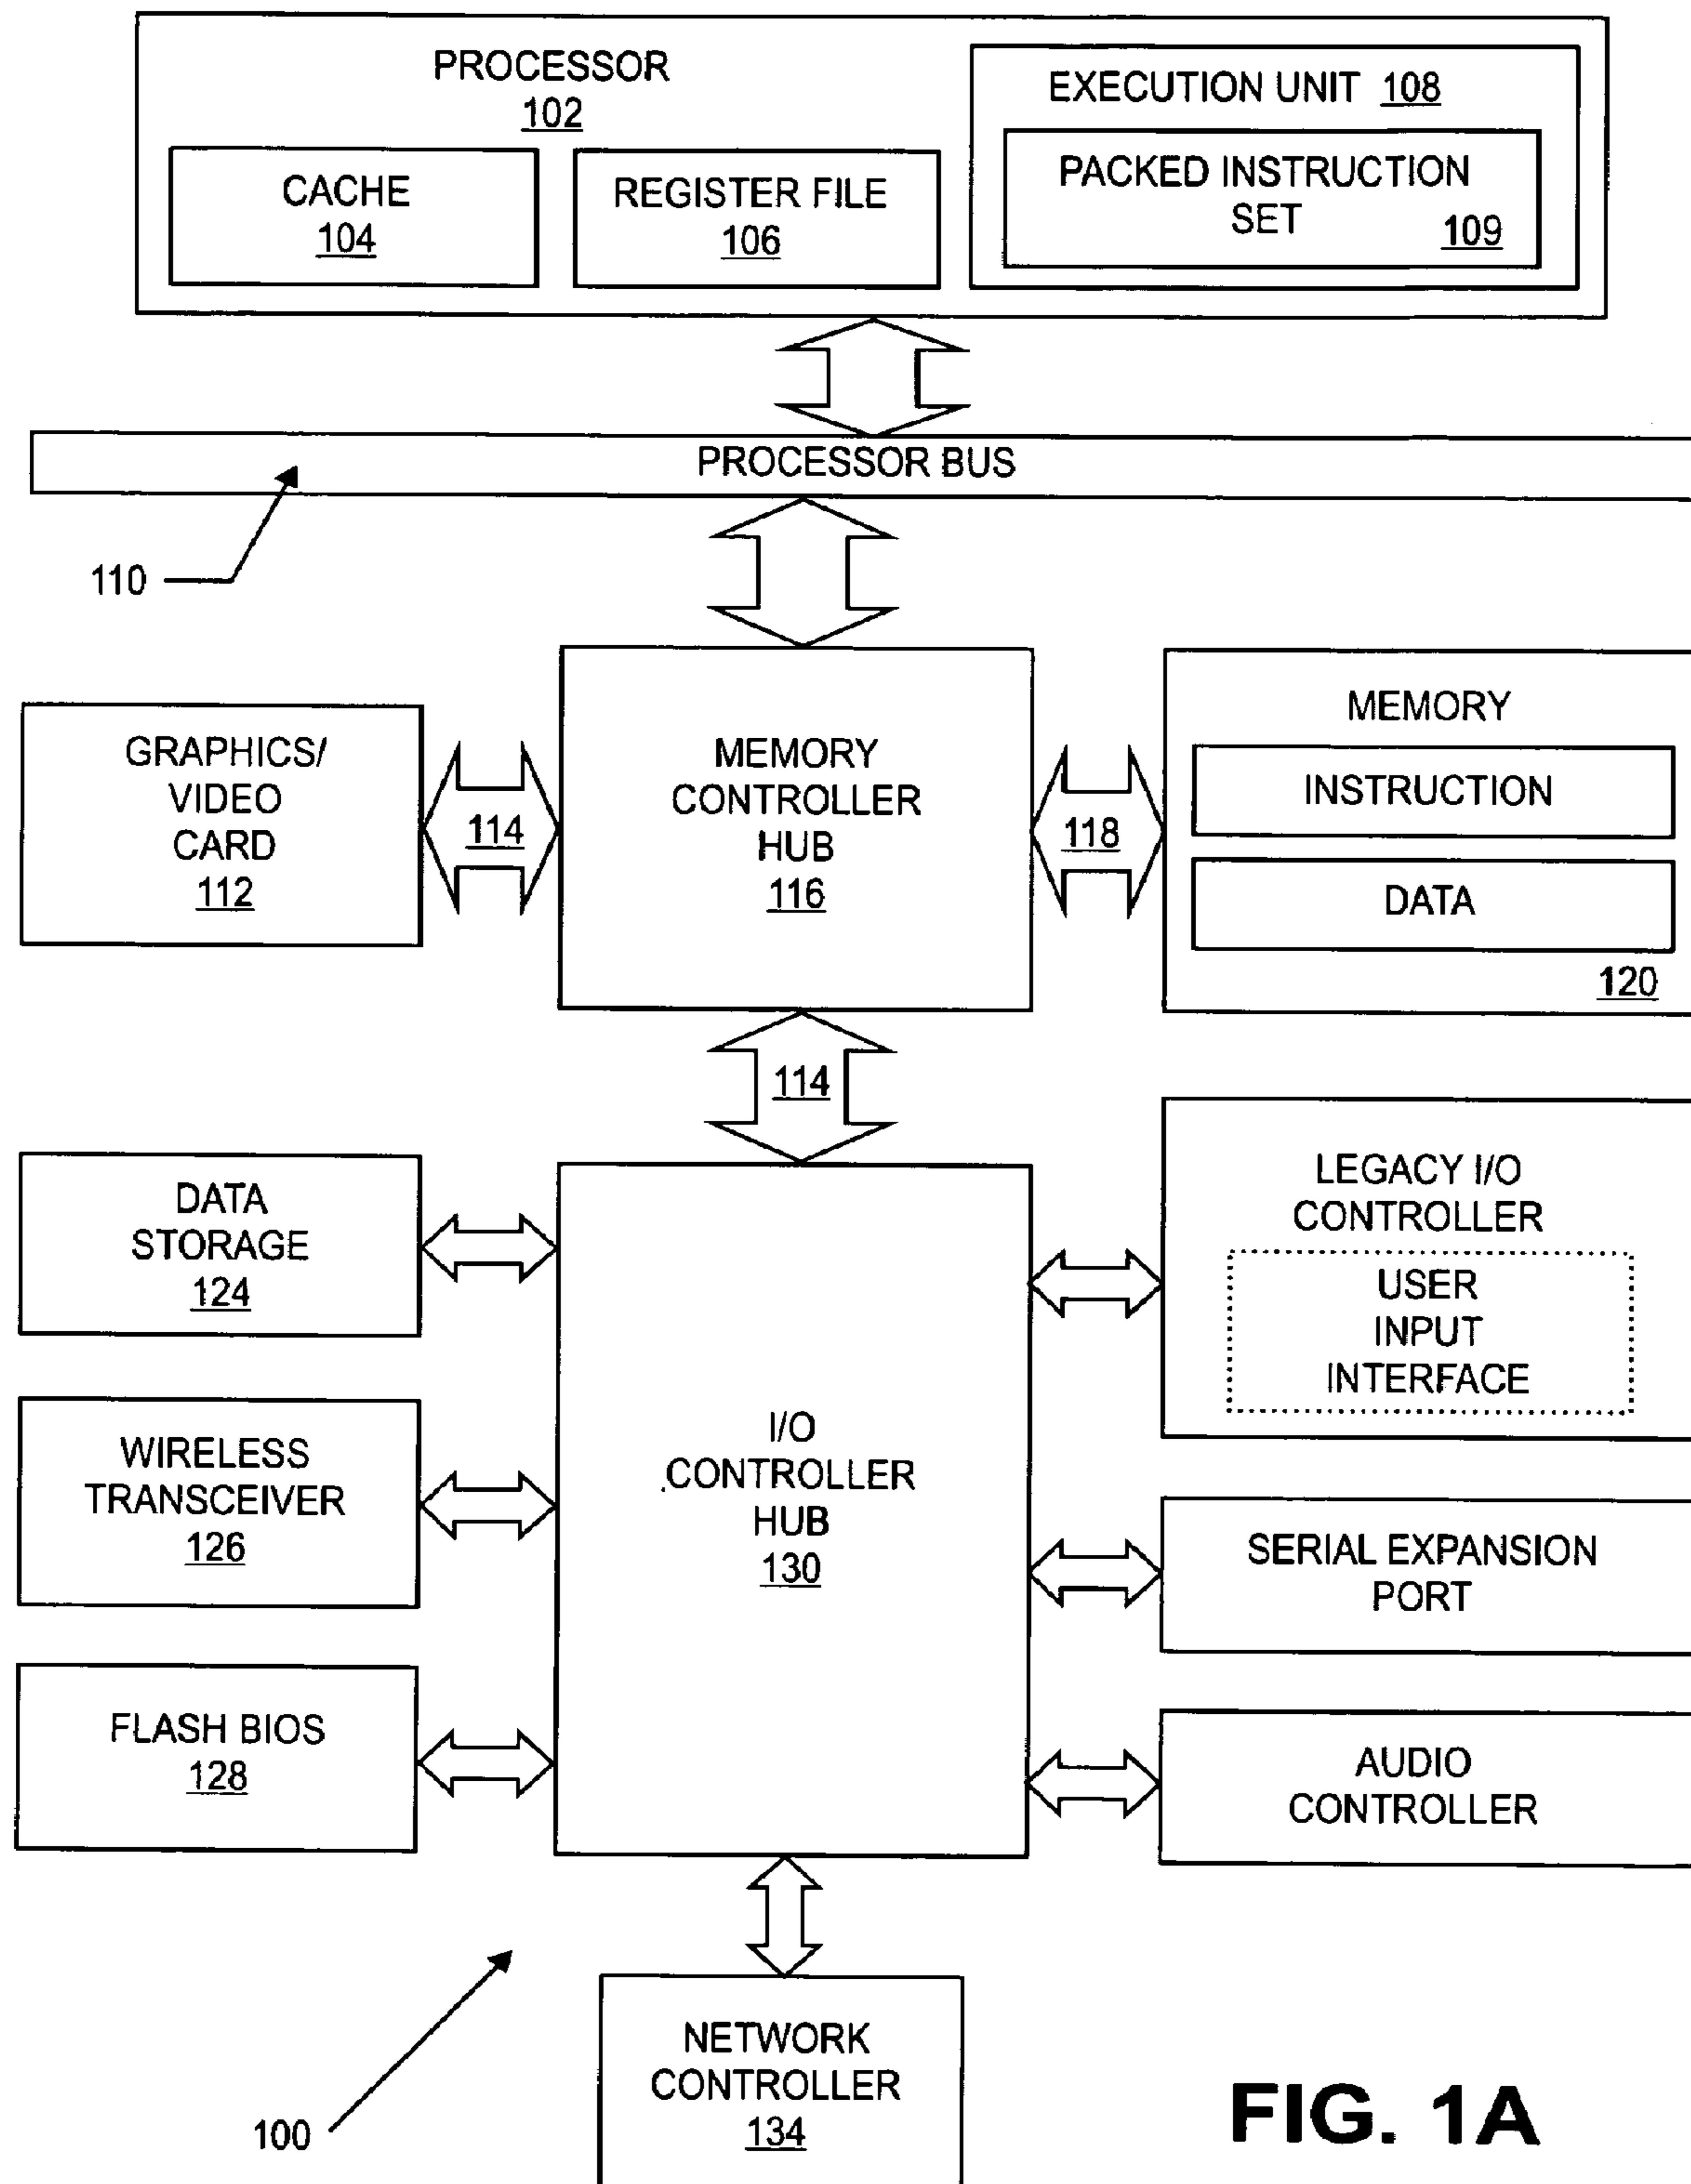 PROCESSOR
102
CACHE
104
REGISTER FILE
106
EXECUTION UNIT 108
PACKED INSTRUCTION
SET
109
PROCESSOR BUS
110
GRAPHICS/
VIDEO
CARD
112
114
MEMORY
CONTROLLER
HUB
116
118
MEMORY
INSTRUCTION
DATA
120
114
DATA
STORAGE
124
WIRELESS
TRANSCEIVER
126
FLASH BIOS
128
I/O
CONTROLLER
HUB
130
LEGACY I/O
CONTROLLER
USER
INPUT
INTERFACE
SERIAL EXPANSION
PORT
AUDIO
CONTROLLER
NETWORK
CONTROLLER
134
100
FIG. 1A